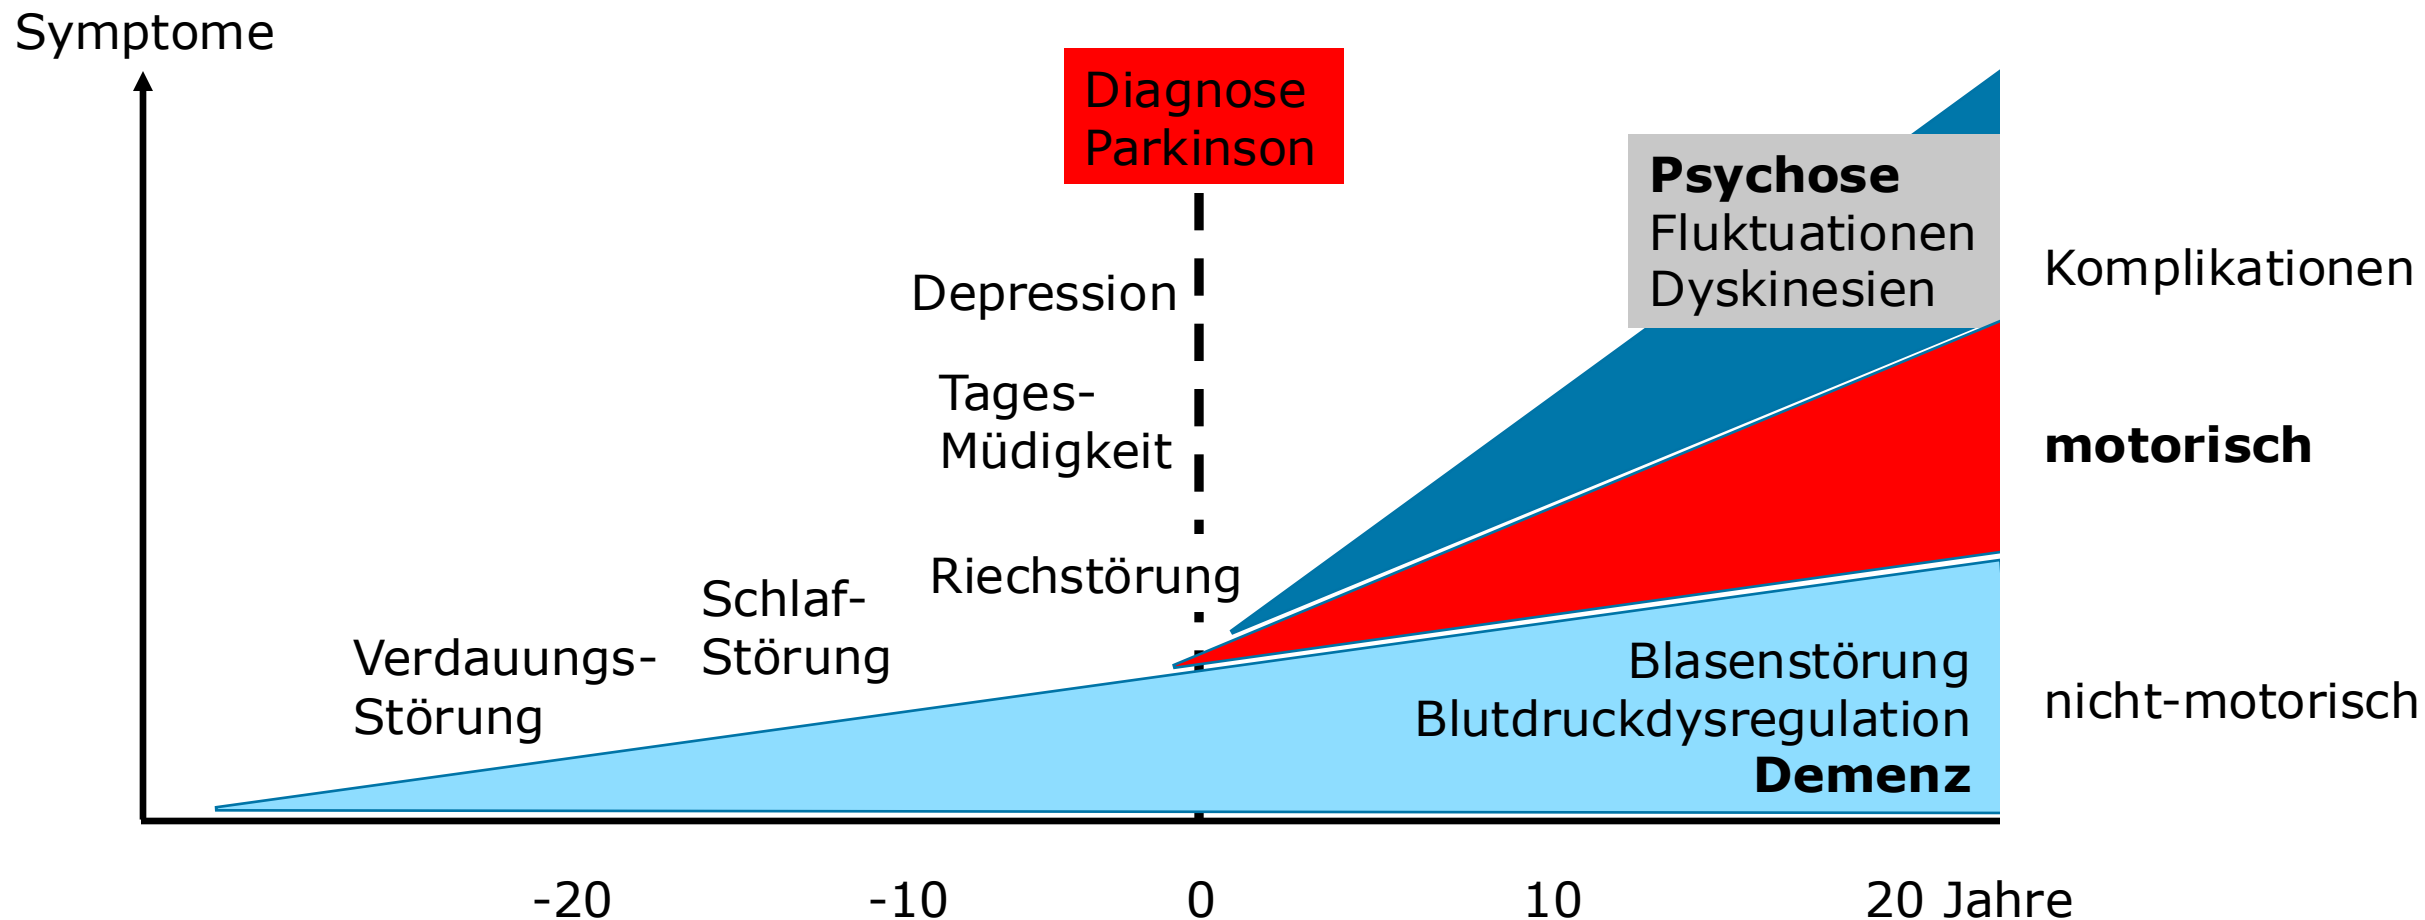 Symptome
Diagnose
Parkinson
Psychose
Fluktuationen
Dyskinesien
Komplikationen
Depression
Tages-
Müdigkeit
motorisch
Riechstörung
Schlaf-
Störung
Verdauungs-
Störung
Blasenstörung
Blutdruckdysregulation
Demenz
nicht-motorisch
-20 -10 0 10 20 Jahre